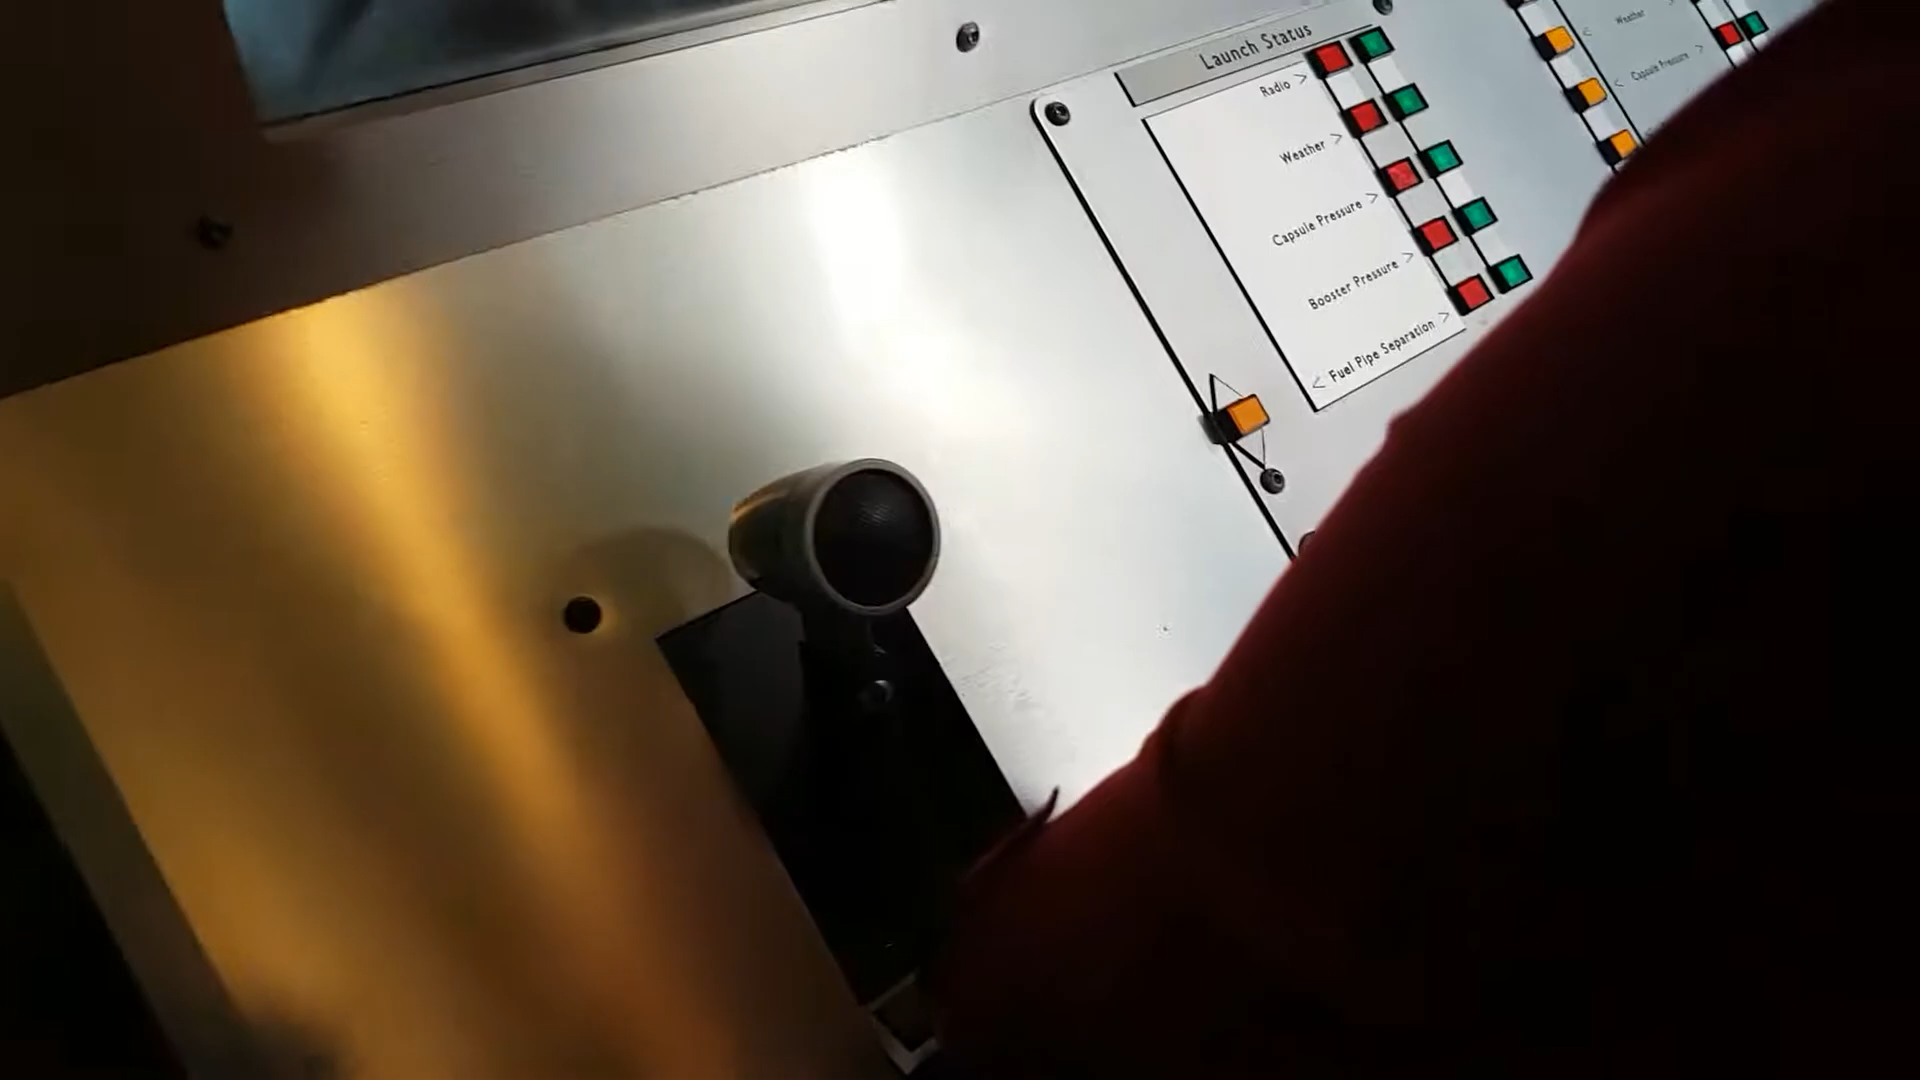 Launch Status
Radio >
Weather >
Capsule Pressure >
Booster Pressure >
< Fuel Pipe Separation >
< Weather >
< Capsule Pressure >